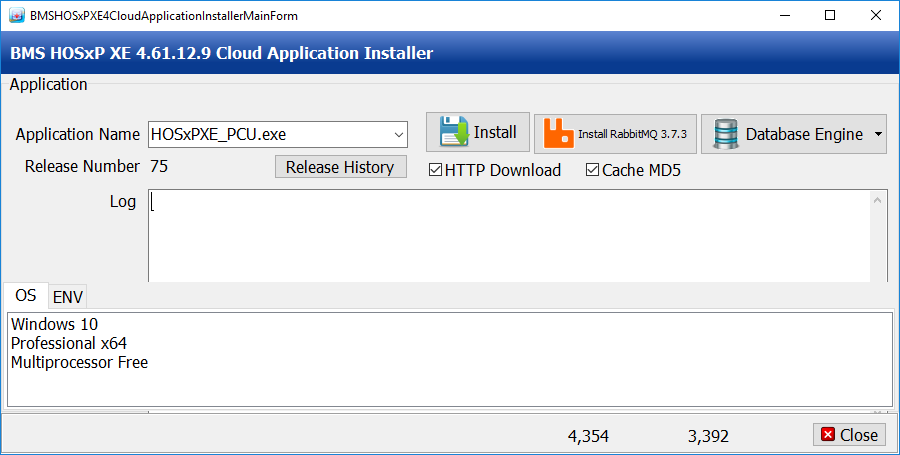 BMSHOSxPXE4CloudApplicationInstallerMainForm
BMS HOSxP XE 4.61.12.9 Cloud Application Installer
Application
Application Name HOSxPXE_PCU.exe Install Install RabbitMQ 3.7.3 Database Engine
Release Number 75 Release History HTTP Download Cache MD5
Log
OS ENV
Windows 10
Professional x64
Multiprocessor Free
4,354 3,392 Close